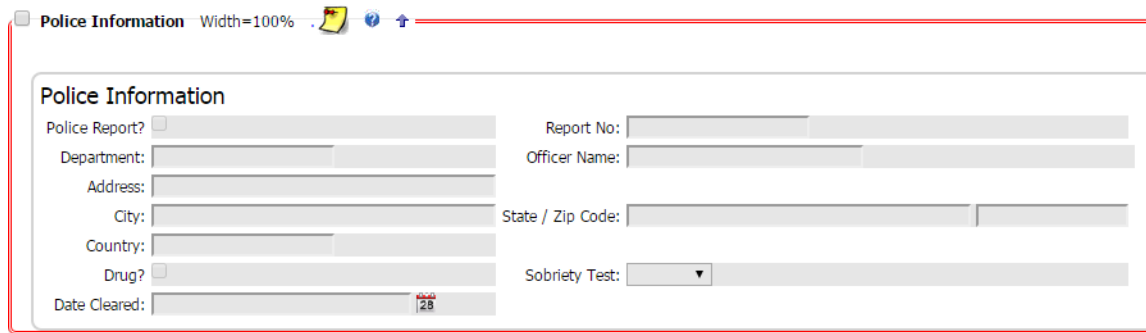 Police Information Width=100% .
Police Information
Police Report? Report No:
Department: Officer Name:
Address:
City: State / Zip Code:
Country:
Drug? Sobriety Test:
Date Cleared: 28